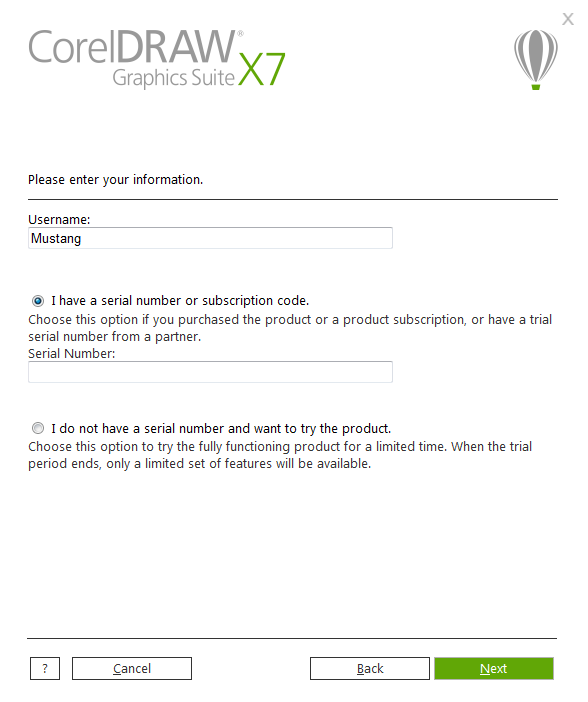 X
CorelDRAW®
Graphics Suite X7
Please enter your information.
Username:
Mustang
I have a serial number or subscription code.
Choose this option if you purchased the product or a product subscription, or have a trial
serial number from a partner.
Serial Number:
I do not have a serial number and want to try the product.
Choose this option to try the fully functioning product for a limited time. When the trial
period ends, only a limited set of features will be available.
? Cancel Back Next